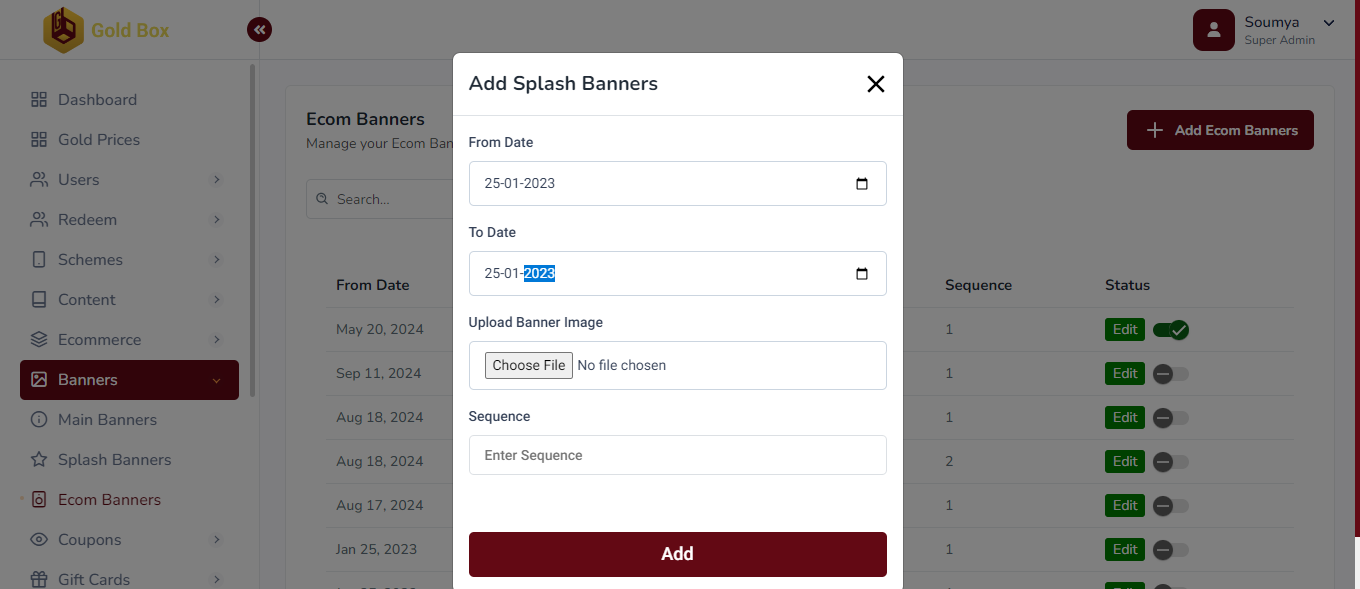 Gold Box
Soumya
Super Admin
Dashboard
Gold Prices
Users
Redeem
Schemes
Content
Ecommerce
Banners
Main Banners
Splash Banners
Ecom Banners
Coupons
Gift Cards
Ecom Banners
Manage your Ecom Ban
Add Ecom Banners
Search...
From Date
Sequence
Status
May 20, 2024
1
Edit
Sep 11, 2024
1
Edit
Aug 18, 2024
1
Edit
Aug 18, 2024
2
Edit
Aug 17, 2024
1
Edit
Jan 25, 2023
1
Edit
Add Splash Banners
From Date
25-01-2023
To Date
25-01-2023
Upload Banner Image
Choose File No file chosen
Sequence
Enter Sequence
Add